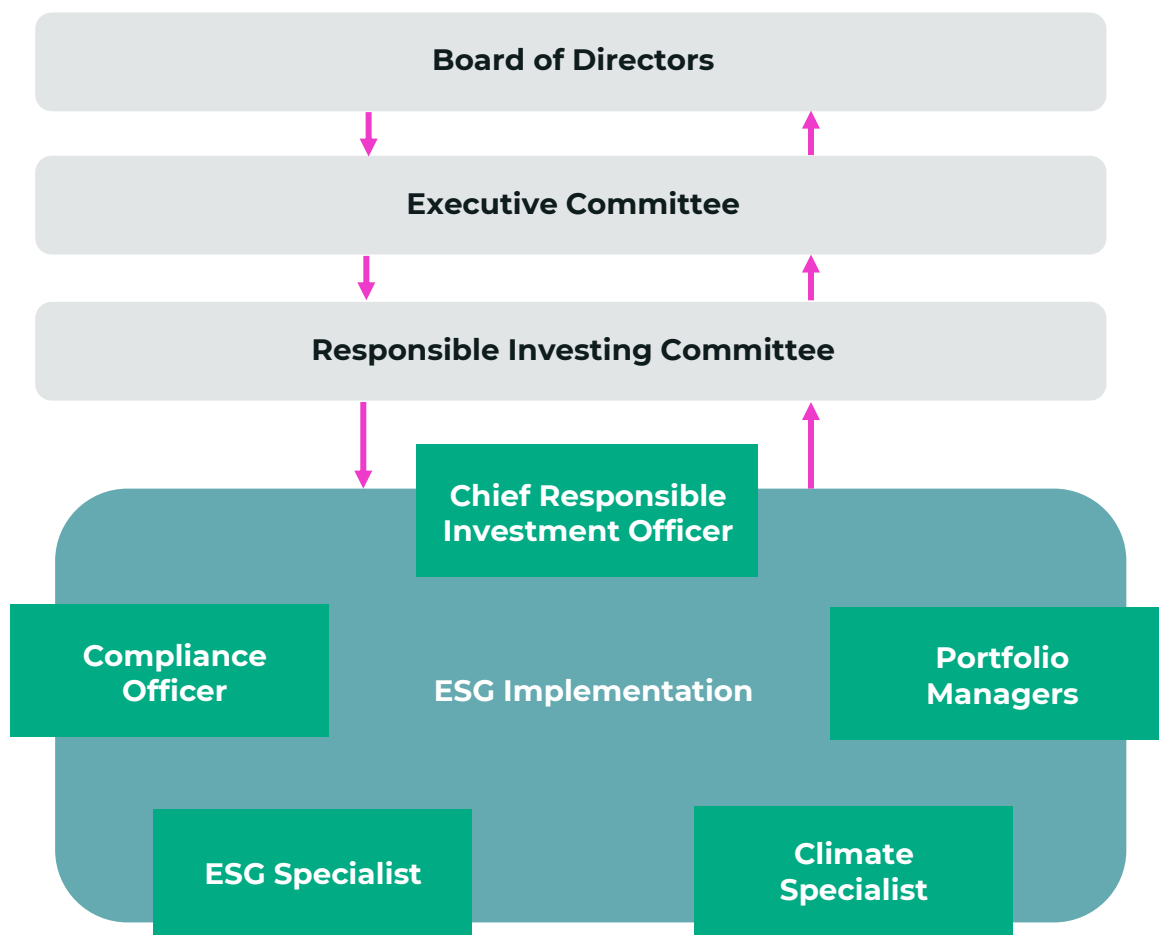 Board of Directors
Executive Committee
Responsible Investing Committee
Chief Responsible
Investment Officer
Compliance
Officer
ESG Implementation
Portfolio
Managers
ESG Specialist
Climate
Specialist